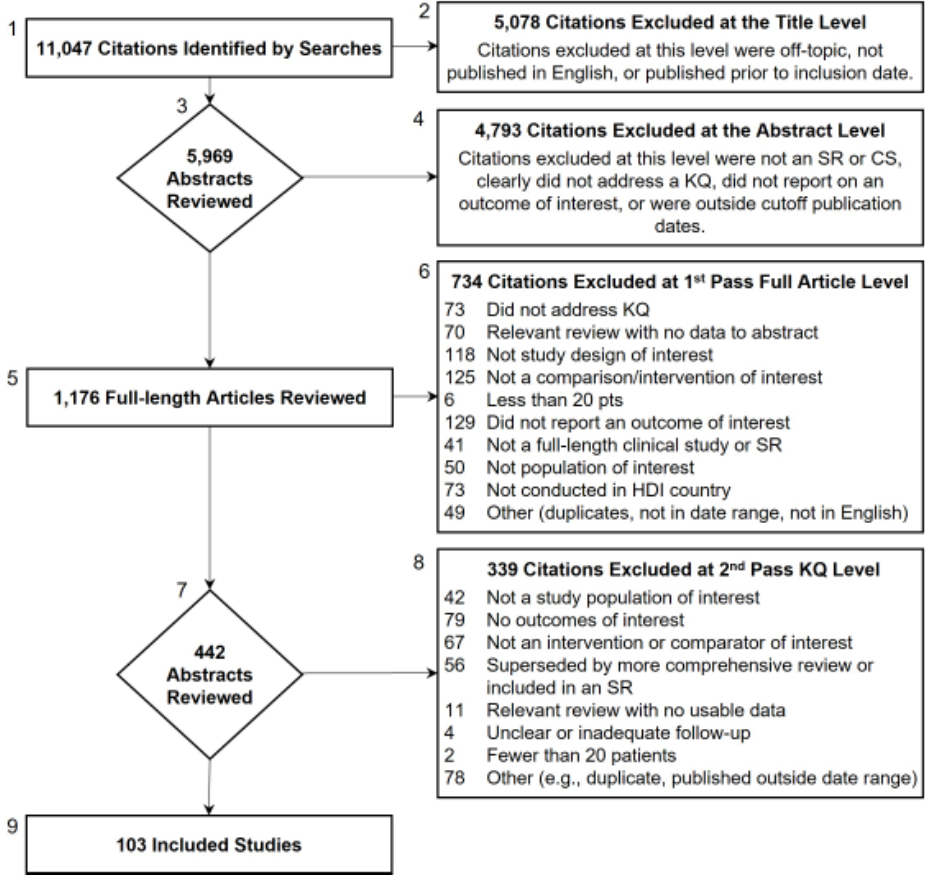 1
11,047 Citations Identified by Searches
2
5,078 Citations Excluded at the Title Level
Citations excluded at this level were off-topic, not
published in English, or published prior to inclusion date.
3
5,969
Abstracts
Reviewed
4
4,793 Citations Excluded at the Abstract Level
Citations excluded at this level were not an SR or CS,
clearly did not address a KQ, did not report on an
outcome of interest, or were outside cutoff publication
dates.
5
1,176 Full-length Articles Reviewed
6
734 Citations Excluded at 1st Pass Full Article Level
73 Did not address KQ
70 Relevant review with no data to abstract
118 Not study design of interest
125 Not a comparison/intervention of interest
6 Less than 20 pts
129 Did not report an outcome of interest
41 Not a full-length clinical study or SR
50 Not population of interest
73 Not conducted in HDI country
49 Other (duplicates, not in date range, not in English)
7
442
Abstracts
Reviewed
8
339 Citations Excluded at 2nd Pass KQ Level
42 Not a study population of interest
79 No outcomes of interest
67 Not an intervention or comparator of interest
56 Superseded by more comprehensive review or
included in an SR
11 Relevant review with no usable data
4 Unclear or inadequate follow-up
2 Fewer than 20 patients
78 Other (e.g., duplicate, published outside date range)
9
103 Included Studies